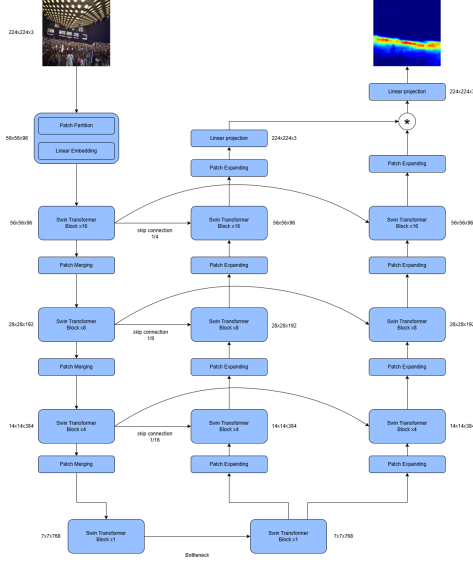 224x224x3
Linear projection
224x224x3
Patch Partition
Linear Embedding
56x56x96
Linear projection
224x224x3
*
Patch Expanding
Patch Expanding
56x56x96
Swin Transformer
Block x16
skip connection
1/4
Swin Transformer
Block x16
56x56x96
Swin Transformer
Block x16
56x56x96
Patch Merging
Patch Expanding
Patch Expanding
28x28x192
Swin Transformer
Block x8
skip connection
1/8
Swin Transformer
Block x8
28x28x192
Swin Transformer
Block x8
28x28x192
Patch Merging
Patch Expanding
Patch Expanding
14x14x384
Swin Transformer
Block x4
skip connection
1/16
Swin Transformer
Block x4
14x14x384
Swin Transformer
Block x4
14x14x384
Patch Merging
Patch Expanding
Patch Expanding
7x7x768
Swin Transformer
Block x1
Swin Transformer
Block x1
7x7x768
Bottleneck